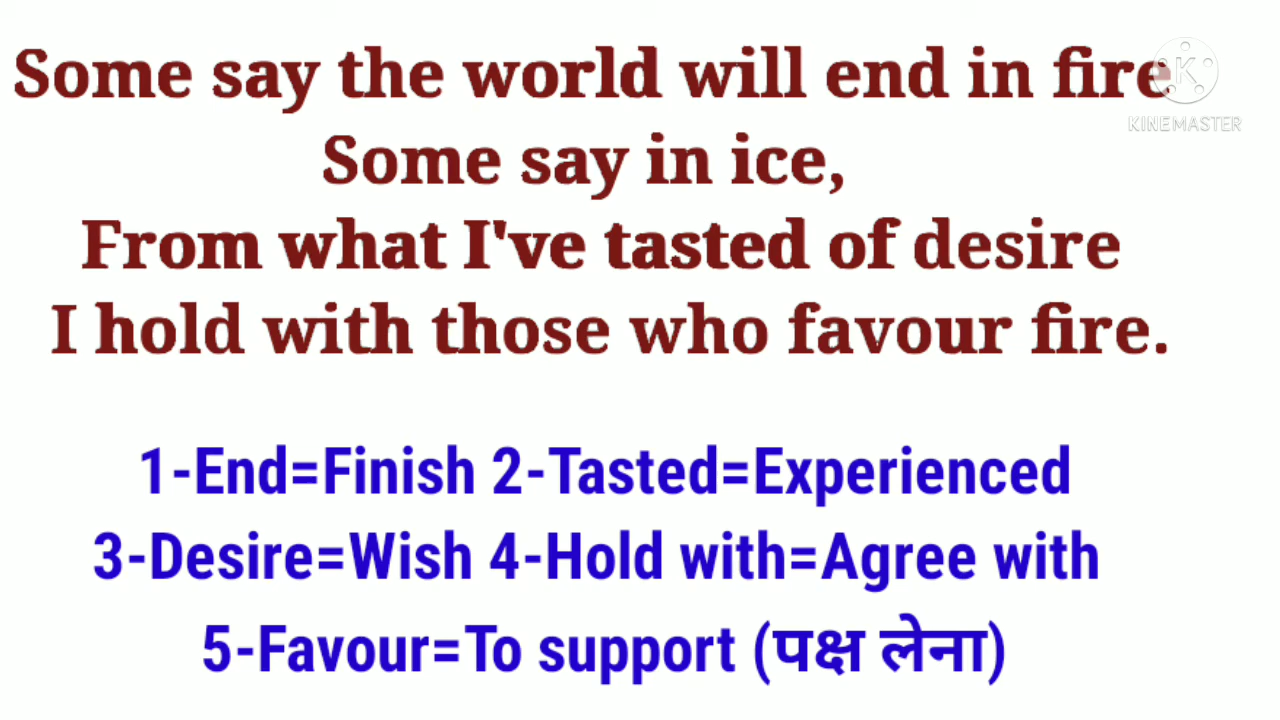 Some say the world will end in fire
Some say in ice,
From what I've tasted of desire
I hold with those who favour fire.
KINEMASTER
1-End=Finish 2-Tasted=Experienced
3-Desire=Wish 4-Hold with=Agree with
5-Favour=To support (पक्ष लेना)